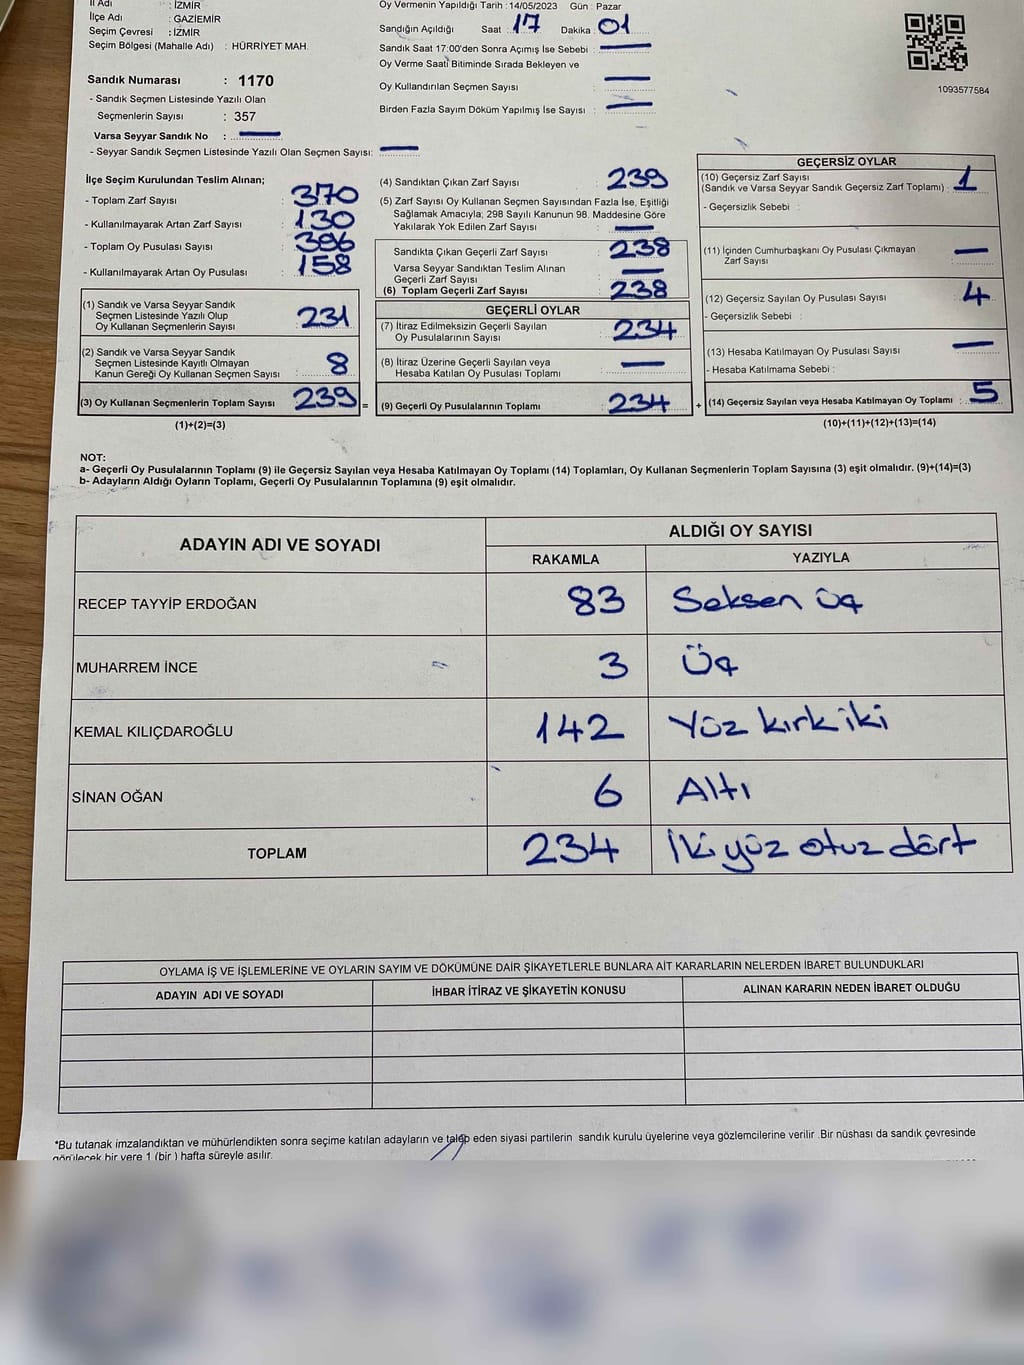 İl Adı : İZMİR
İlçe Adı : GAZİEMİR
Seçim Çevresi : İZMİR
Seçim Bölgesi (Mahalle Adı) : HÜRRİYET MAH.
Sandık Numarası : 1170
- Sandık Seçmen Listesinde Yazılı Olan
Seçmenlerin Sayısı : 357
Varsa Seyyar Sandık No : —
- Seyyar Sandık Seçmen Listesinde Yazılı Olan Seçmen Sayısı: —
Oy Vermenin Yapıldığı Tarih : 14/05/2023 Gün : Pazar
Sandığın Açıldığı Saat : 17 Dakika : 01
Sandık Saat 17:00'den Sonra Açımış İse Sebebi : —
Oy Verme Saati Bitiminde Sırada Bekleyen ve
Oy Kullandırılan Seçmen Sayısı : —
Birden Fazla Sayım Döküm Yapılmış İse Sayısı : —
1093577584
İlçe Seçim Kurulundan Teslim Alınan;
- Toplam Zarf Sayısı : 370
- Kullanılmayarak Artan Zarf Sayısı : 130
- Toplam Oy Pusulası Sayısı :
- Kullanılmayarak Artan Oy Pusulası : 158
(1) Sandık ve Varsa Seyyar Sandık
Seçmen Listesinde Yazılı Olup
Oy Kullanan Seçmenlerin Sayısı : 231
(2) Sandık ve Varsa Seyyar Sandık
Seçmen Listesinde Kayıtlı Olmayan
Kanun Gereği Oy Kullanan Seçmen Sayısı : 8
(3) Oy Kullanan Seçmenlerin Toplam Sayısı : 239 =
(1)+(2)=(3)
(4) Sandıktan Çıkan Zarf Sayısı : 239
(5) Zarf Sayısı Oy Kullanan Seçmen Sayısından Fazla İse, Eşitliği
Sağlamak Amacıyla; 298 Sayılı Kanunun 98. Maddesine Göre
Yakılarak Yok Edilen Zarf Sayısı : —
Sandıkta Çıkan Geçerli Zarf Sayısı : 238
Varsa Seyyar Sandıktan Teslim Alınan
Geçerli Zarf Sayısı : —
(6) Toplam Geçerli Zarf Sayısı : 238
GEÇERLİ OYLAR
(7) İtiraz Edilmeksizin Geçerli Sayılan
Oy Pusulalarının Sayısı : 234
(8) İtiraz Üzerine Geçerli Sayılan veya
Hesaba Katılan Oy Pusulası Toplamı : —
(9) Geçerli Oy Pusulalarının Toplamı : 234 +
GEÇERSİZ OYLAR
(10) Geçersiz Zarf Sayısı
(Sandık ve Varsa Seyyar Sandık Geçersiz Zarf Toplamı) : 1
- Geçersizlik Sebebi :
(11) İçinden Cumhurbaşkanı Oy Pusulası Çıkmayan
Zarf Sayısı : —
(12) Geçersiz Sayılan Oy Pusulası Sayısı : 4
- Geçersizlik Sebebi :
(13) Hesaba Katılmayan Oy Pusulası Sayısı : —
- Hesaba Katılmama Sebebi :
(14) Geçersiz Sayılan veya Hesaba Katılmayan Oy Toplamı : 5
(10)+(11)+(12)+(13)=(14)
NOT:
a- Geçerli Oy Pusulalarının Toplamı (9) ile Geçersiz Sayılan veya Hesaba Katılmayan Oy Toplamı (14) Toplamları, Oy Kullanan Seçmenlerin Toplam Sayısına (3) eşit olmalıdır. (9)+(14)=(3)
b- Adayların Aldığı Oyların Toplamı, Geçerli Oy Pusulalarının Toplamına (9) eşit olmalıdır.
ADAYIN ADI VE SOYADI
ALDIĞI OY SAYISI
RAKAMLA YAZIYLA
RECEP TAYYİP ERDOĞAN 83 Seksen üç
MUHARREM İNCE 3 Üç
KEMAL KILIÇDAROĞLU 142 Yüz kırk iki
SİNAN OĞAN 6 Altı
TOPLAM 234 İki yüz otuz dört
OYLAMA İŞ VE İŞLEMLERİNE VE OYLARIN SAYIM VE DÖKÜMÜNE DAİR ŞİKAYETLERLE BUNLARA AİT KARARLARIN NELERDEN İBARET BULUNDUKLARI
ADAYIN ADI VE SOYADI İHBAR İTİRAZ VE ŞİKAYETİN KONUSU ALINAN KARARIN NEDEN İBARET OLDUĞU
*Bu tutanak imzalandıktan ve mühürlendikten sonra seçime katılan adayların ve talep eden siyasi partilerin sandık kurulu üyelerine veya gözlemcilerine verilir. Bir nüshası da sandık çevresinde
görülecek bir yere 1 (bir ) hafta süreyle asılır.